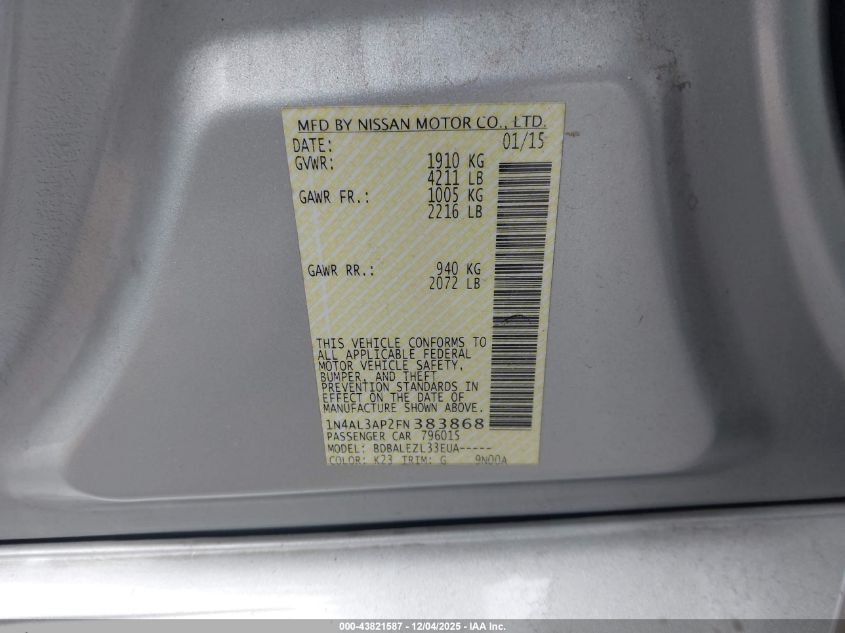 MFD BY NISSAN MOTOR CO., LTD.
DATE: 01/15
GVWR: 1910 KG
4211 LB
GAWR FR.: 1005 KG
2216 LB
GAWR RR.: 940 KG
2072 LB
THIS VEHICLE CONFORMS TO
ALL APPLICABLE FEDERAL
MOTOR VEHICLE SAFETY,
BUMPER, AND THEFT
PREVENTION STANDARDS IN
EFFECT ON THE DATE OF
MANUFACTURE SHOWN ABOVE.
1N4AL3AP2FN383868
PASSENGER CAR 796015
MODEL: BDBALEZL33EUA-----
COLOR: K23 TRIM: G 9N00A
000-43821587 - 12/04/2025 - IAA Inc.